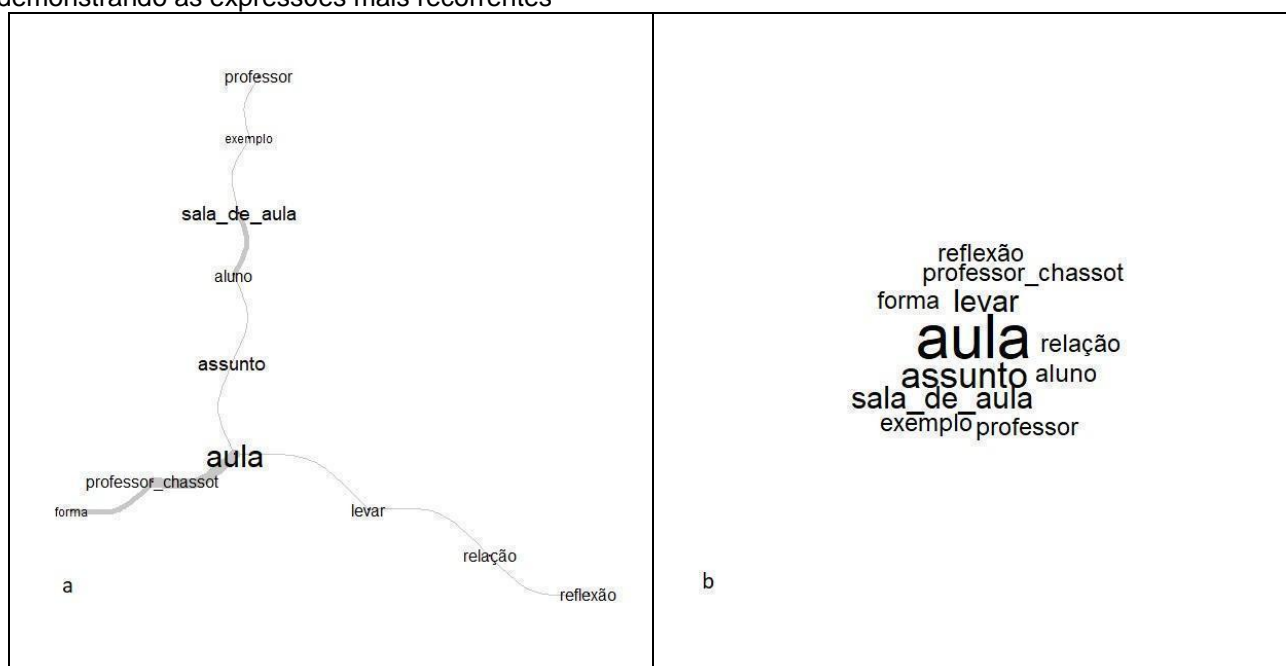 demonstrando as expressões mais recorrentes
professor
exemplo
sala_de_aula
aluno
assunto
aula
professor_chassot
forma
levar
relação
reflexão
a
reflexão
professor_chassot
forma levar
aula relação
assunto aluno
sala_de_aula
exemplo professor
b